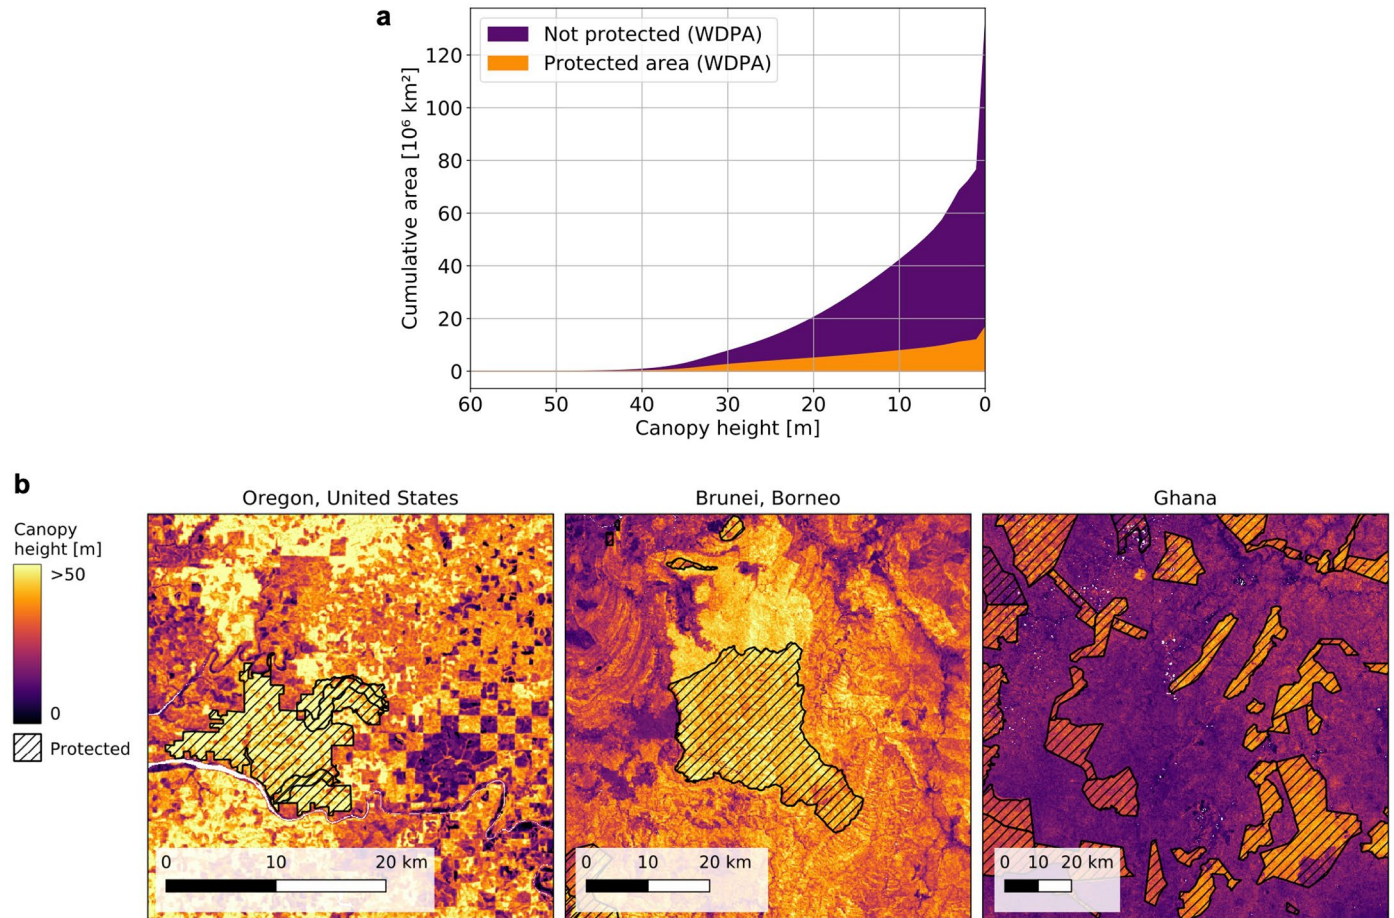 a
Not protected (WDPA)
Protected area (WDPA)
Cumulative area [10⁶ km²]
120
100
80
60
40
20
0
60 50 40 30 20 10 0
Canopy height [m]
b
Oregon, United States
Brunei, Borneo
Ghana
Canopy
height [m]
>50
0
Protected
0 10 20 km
0 10 20 km
0 10 20 km